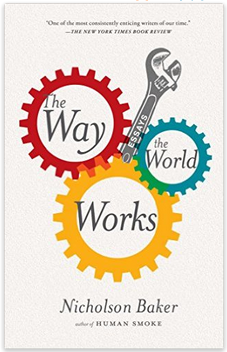 "One of the most consistently enticing writers of our time."
—THE NEW YORK TIMES BOOK REVIEW
The
Way
ESSAYS
the
World
Works
Nicholson Baker
author of HUMAN SMOKE